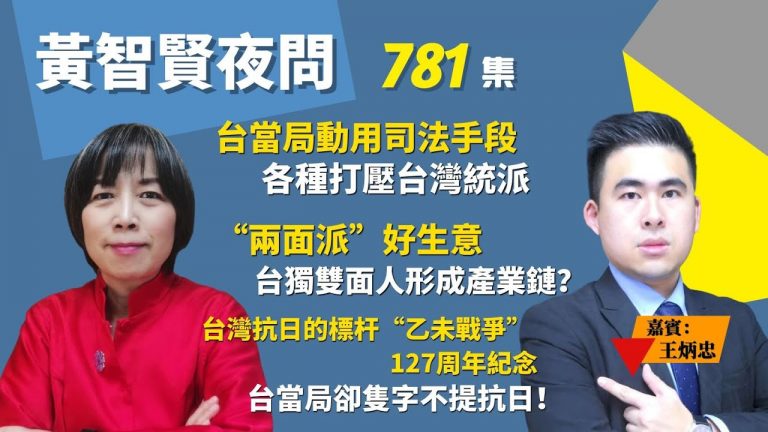 黃智賢夜問 781集
台當局動用司法手段
各種打壓台灣統派
“兩面派”好生意
台獨雙面人形成產業鏈?
台灣抗日的標杆“乙未戰爭”
127周年紀念
台當局卻隻字不提抗日!
嘉賓:
王炳忠